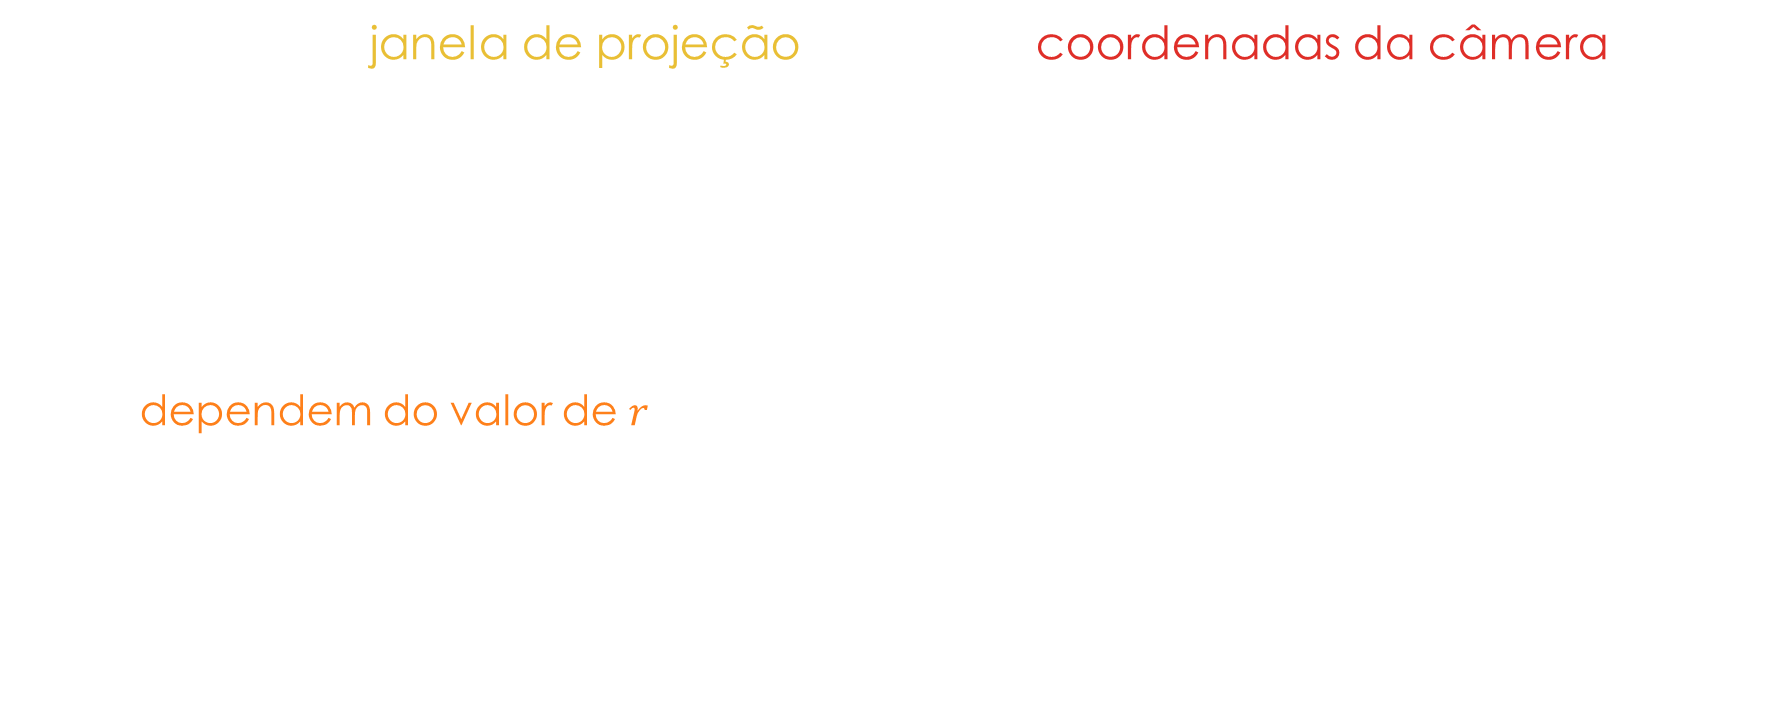 janela de projeção coordenadas da câmera
dependem do valor de r